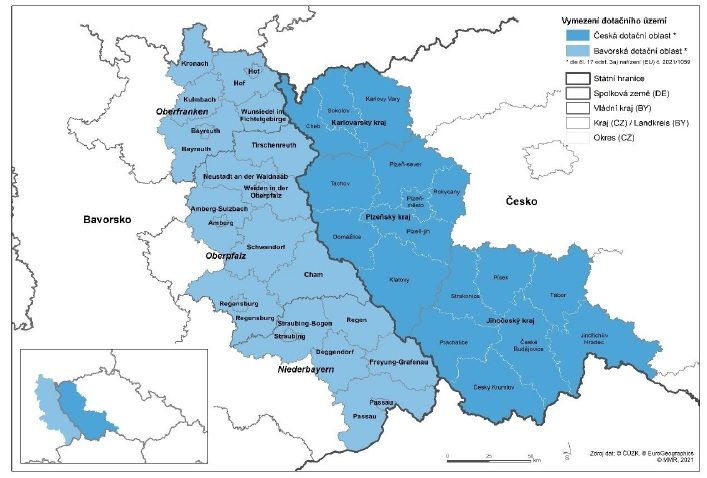 Vymezení dotačního území
Česká dotační oblast *
Bavorská dotační oblast *
* dle čl. 17 odst. 3a) nařízení (EU) č. 2021/1059
Státní hranice
Spolková země (DE)
Vládní kraj (BY)
Kraj (CZ) / Landkreis (BY)
Okres (CZ)
Kronach
Hof
Hof
Kulmbach
Oberfranken
Wunsiedel im
Fichtelgebirge
Bayreuth
Bayreuth
Tirschenreuth
Neustadt an der Waldnaab
Weiden in der
Oberpfalz
Amberg-Sulzbach
Amberg
Schwandorf
Oberpfalz
Cham
Regensburg
Regensburg
Straubing-Bogen
Straubing
Regen
Deggendorf
Freyung-Grafenau
Niederbayern
Passau
Passau
Bavorsko
Česko
Karlovy Vary
Sokolov
Cheb
Karlovarský kraj
Plzeň-sever
Tachov
Rokycany
Plzeň-
město
Plzeňský kraj
Domažlice
Plzeň-jih
Klatovy
Písek
Strakonice
Tábor
Jihočeský kraj
Prachatice
České
Budějovice
Jindřichův
Hradec
Český Krumlov
0
25
50
km
S
Zdroj dat: © ČÚZK, © EuroGeographics
© MMR, 2021